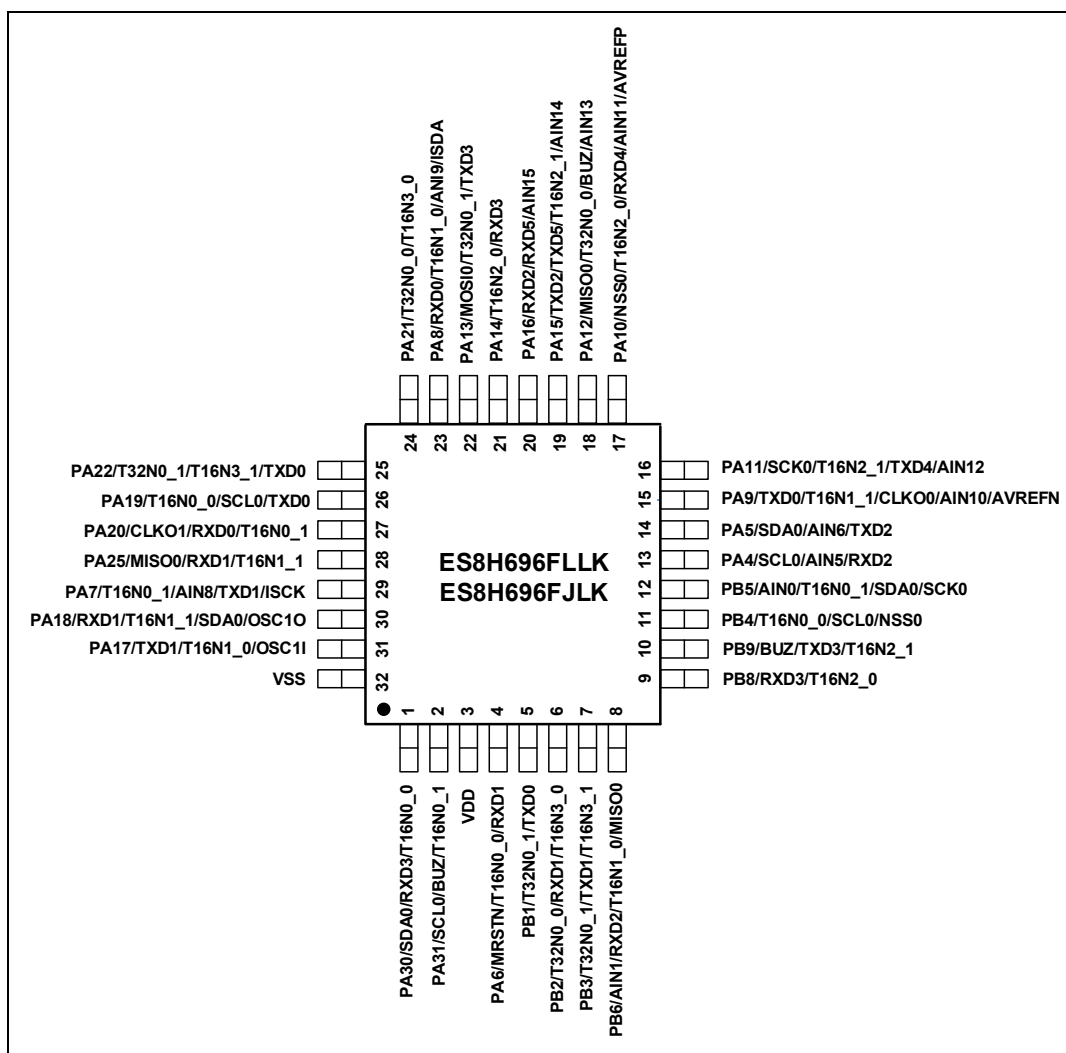 PA21/T32N0_0/T16N3_0
PA8/RXD0/T16N1_0/ANI9/ISDA
PA13/MOSI0/T32N0_1/TXD3
PA14/T16N2_0/RXD3
PA16/RXD2/RXD5/AIN15
PA15/TXD2/TXD5/T16N2_1/AIN14
PA12/MISO0/T32N0_0/BUZ/AIN13
PA10/NSS0/T16N2_0/RXD4/AIN11/AVREFP
24
23
22
21
20
19
18
17
PA22/T32N0_1/T16N3_1/TXD0
25
PA19/T16N0_0/SCL0/TXD0
26
PA20/CLKO1/RXD0/T16N0_1
27
PA25/MISO0/RXD1/T16N1_1
28
PA7/T16N0_1/AIN8/TXD1/ISCK
29
PA18/RXD1/T16N1_1/SDA0/OSC1O
30
PA17/TXD1/T16N1_0/OSC1I
31
VSS
32
ES8H696FLLK
ES8H696FJLK
16
PA11/SCK0/T16N2_1/TXD4/AIN12
15
PA9/TXD0/T16N1_1/CLKO0/AIN10/AVREFN
14
PA5/SDA0/AIN6/TXD2
13
PA4/SCL0/AIN5/RXD2
12
PB5/AIN0/T16N0_1/SDA0/SCK0
11
PB4/T16N0_0/SCL0/NSS0
10
PB9/BUZ/TXD3/T16N2_1
9
PB8/RXD3/T16N2_0
1
2
3
4
5
6
7
8
PA30/SDA0/RXD3/T16N0_0
PA31/SCL0/BUZ/T16N0_1
VDD
PA6/MRSTN/T16N0_0/RXD1
PB1/T32N0_1/TXD0
PB2/T32N0_0/RXD1/T16N3_0
PB3/T32N0_1/TXD1/T16N3_1
PB6/AIN1/RXD2/T16N1_0/MISO0